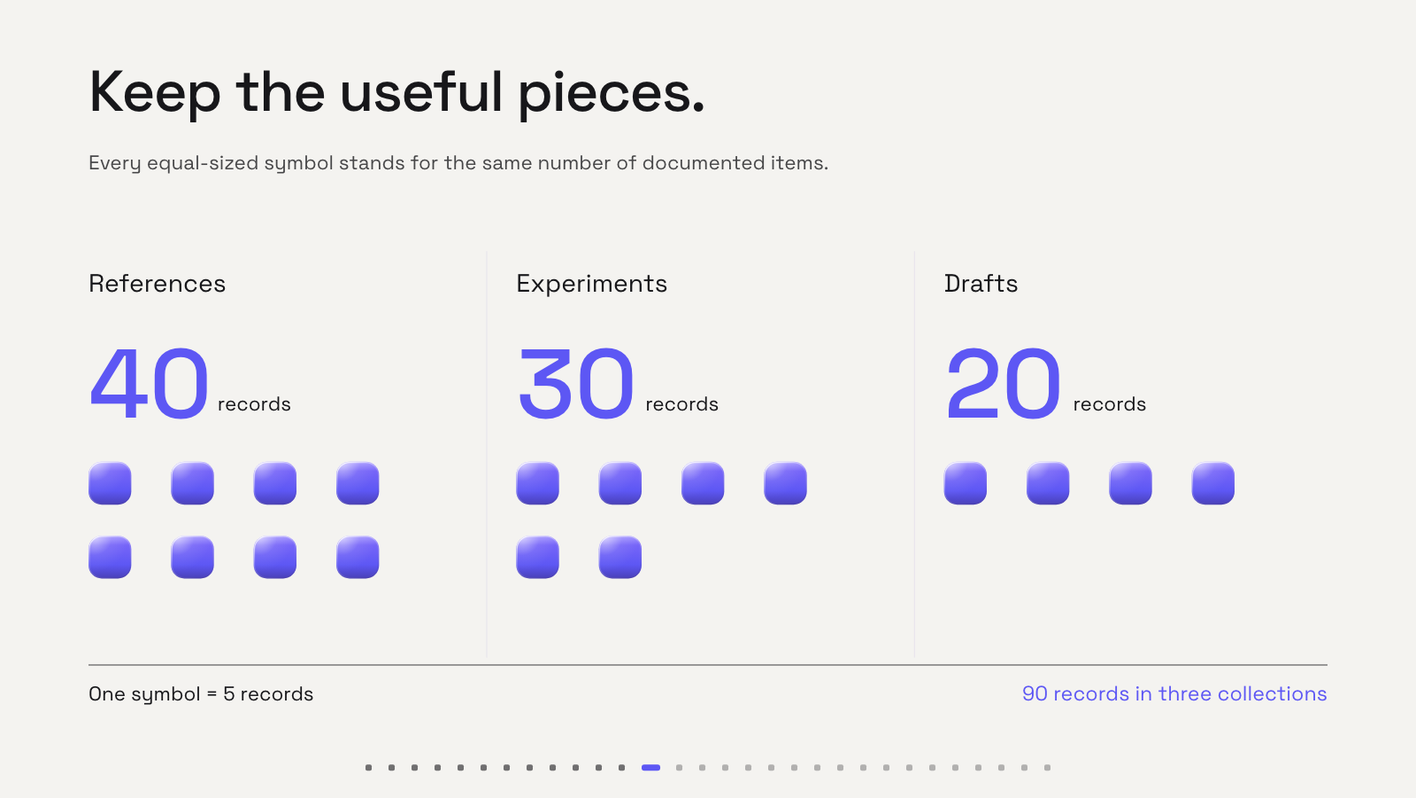 Keep the useful pieces.
Every equal-sized symbol stands for the same number of documented items.
References
40 records
Experiments
30 records
Drafts
20 records
One symbol = 5 records
90 records in three collections